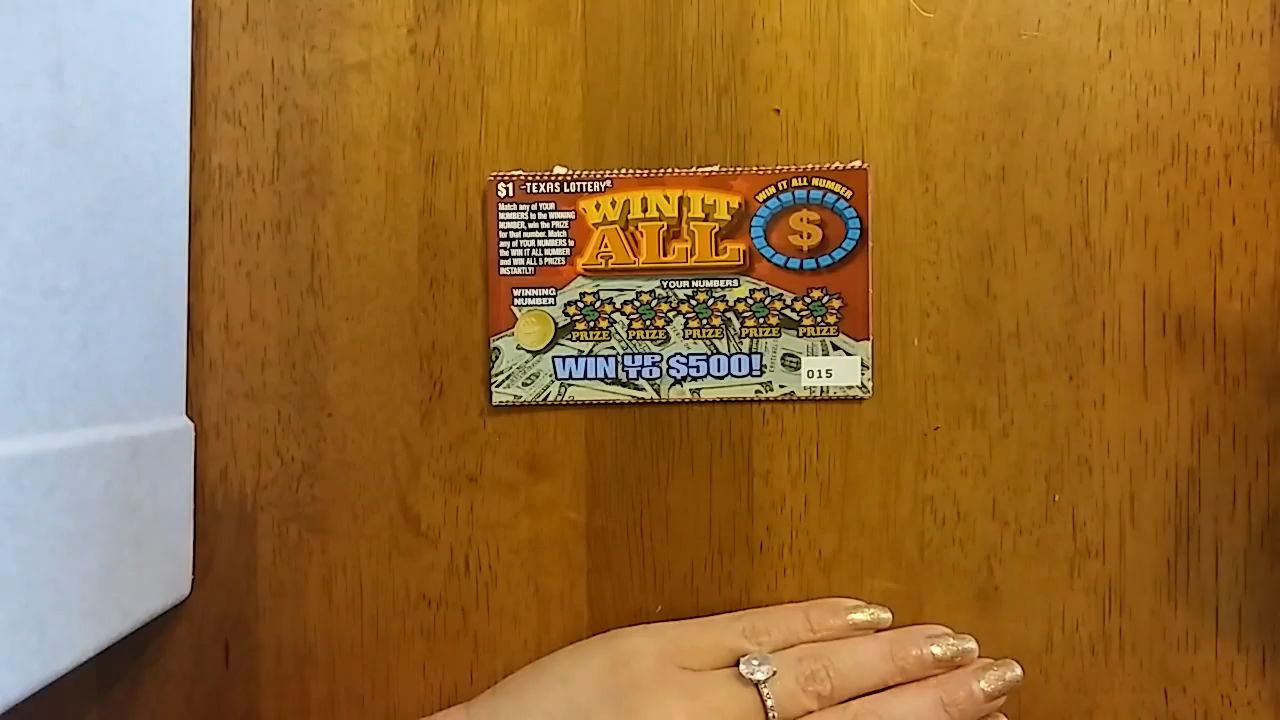 $1 TEXAS LOTTERY®
Match any of YOUR
NUMBERS to the WINNING
NUMBER, win the PRIZE
for that number. Match
any of YOUR NUMBERS to
the WIN IT ALL NUMBER
and WIN ALL 5 PRIZES
INSTANTLY!
WIN IT
ALL
WIN IT ALL NUMBER
$
WINNING
NUMBER
YOUR NUMBERS
PRIZE PRIZE PRIZE PRIZE PRIZE
WIN UP TO $500!
015